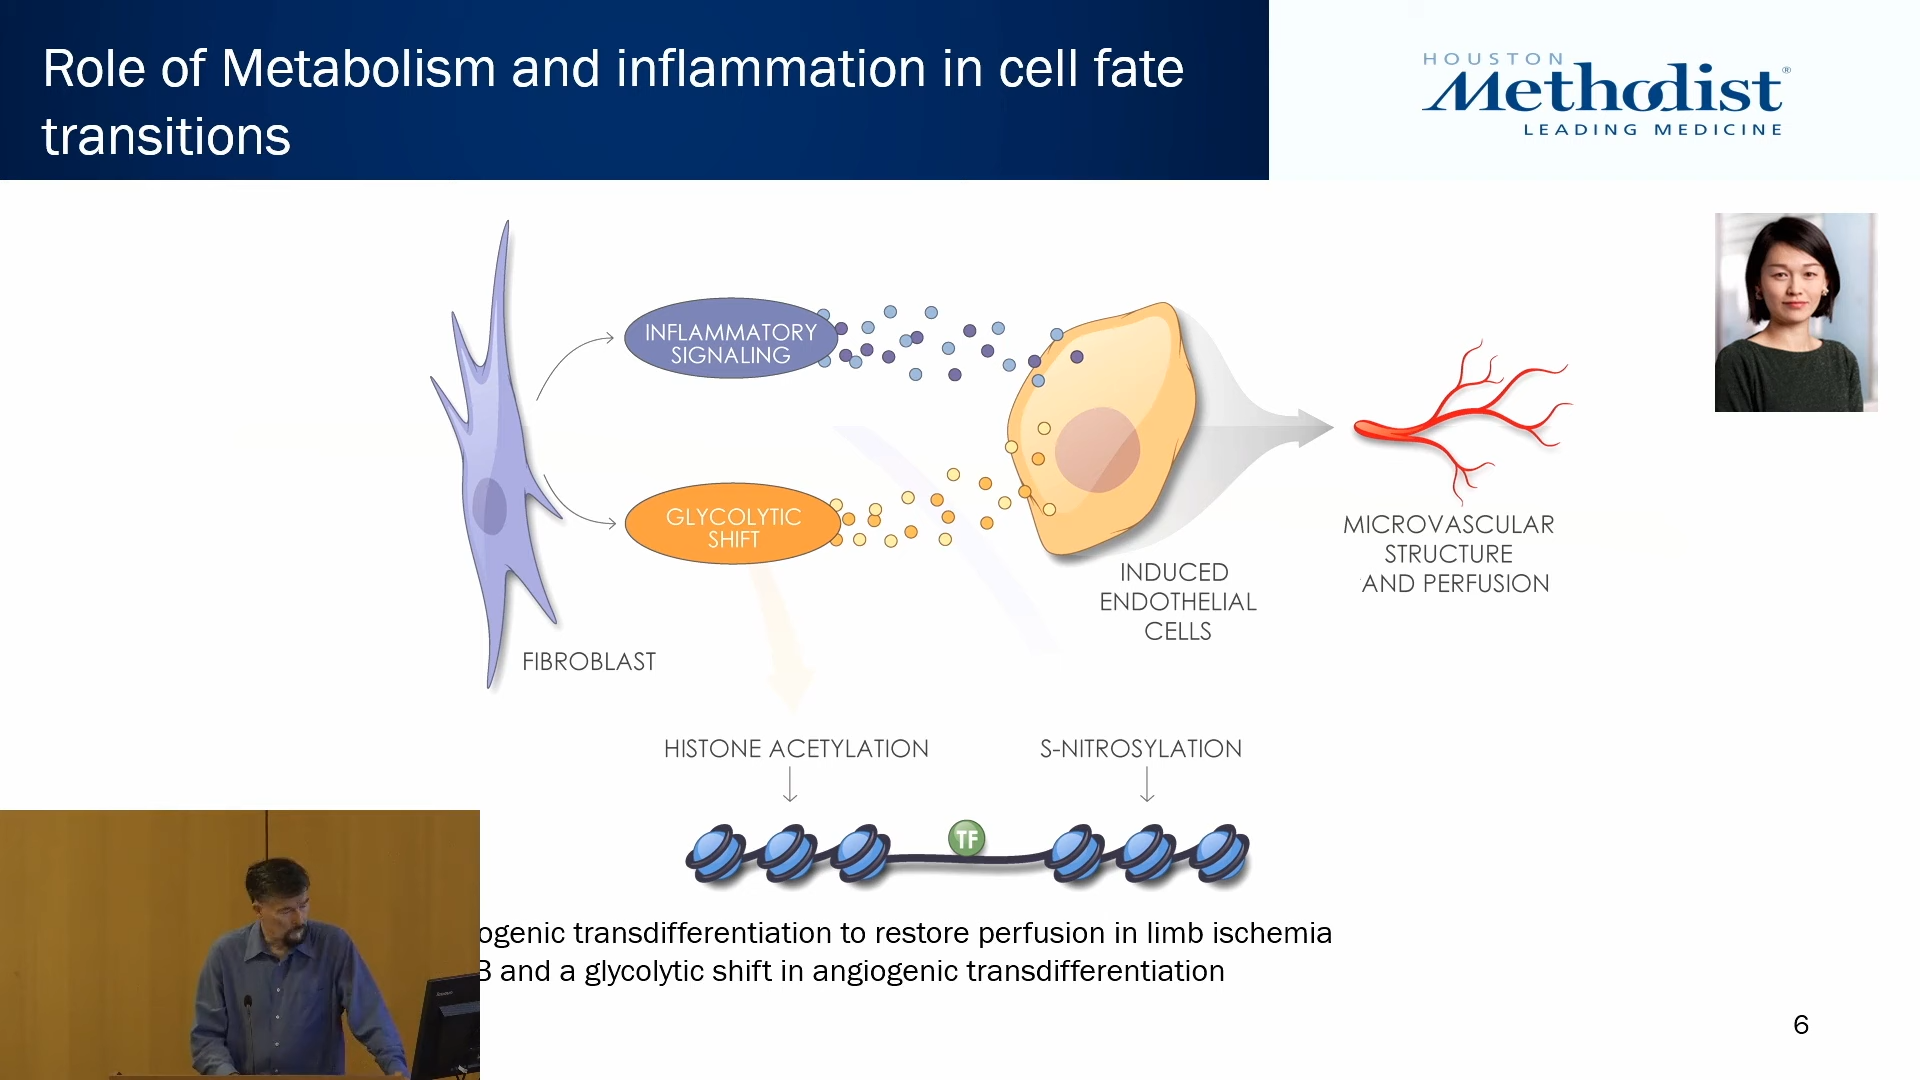 Role of Metabolism and inflammation in cell fate
transitions
HOUSTON
Methodist®
LEADING MEDICINE
INFLAMMATORY
SIGNALING
GLYCOLYTIC
SHIFT
MICROVASCULAR
STRUCTURE
AND PERFUSION
INDUCED
ENDOTHELIAL
CELLS
FIBROBLAST
HISTONE ACETYLATION
S-NITROSYLATION
TF
ogenic transdifferentiation to restore perfusion in limb ischemia
B and a glycolytic shift in angiogenic transdifferentiation
6